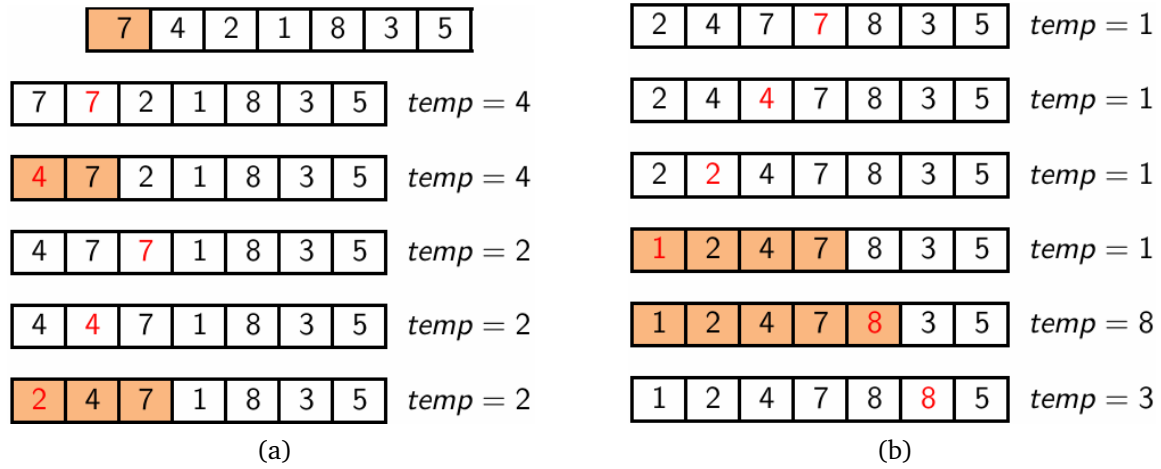 7 4 2 1 8 3 5
7 7 2 1 8 3 5 temp = 4
4 7 2 1 8 3 5 temp = 4
4 7 7 1 8 3 5 temp = 2
4 4 7 1 8 3 5 temp = 2
2 4 7 1 8 3 5 temp = 2
(a)
2 4 7 7 8 3 5 temp = 1
2 4 4 7 8 3 5 temp = 1
2 2 4 7 8 3 5 temp = 1
1 2 4 7 8 3 5 temp = 1
1 2 4 7 8 3 5 temp = 8
1 2 4 7 8 8 5 temp = 3
(b)